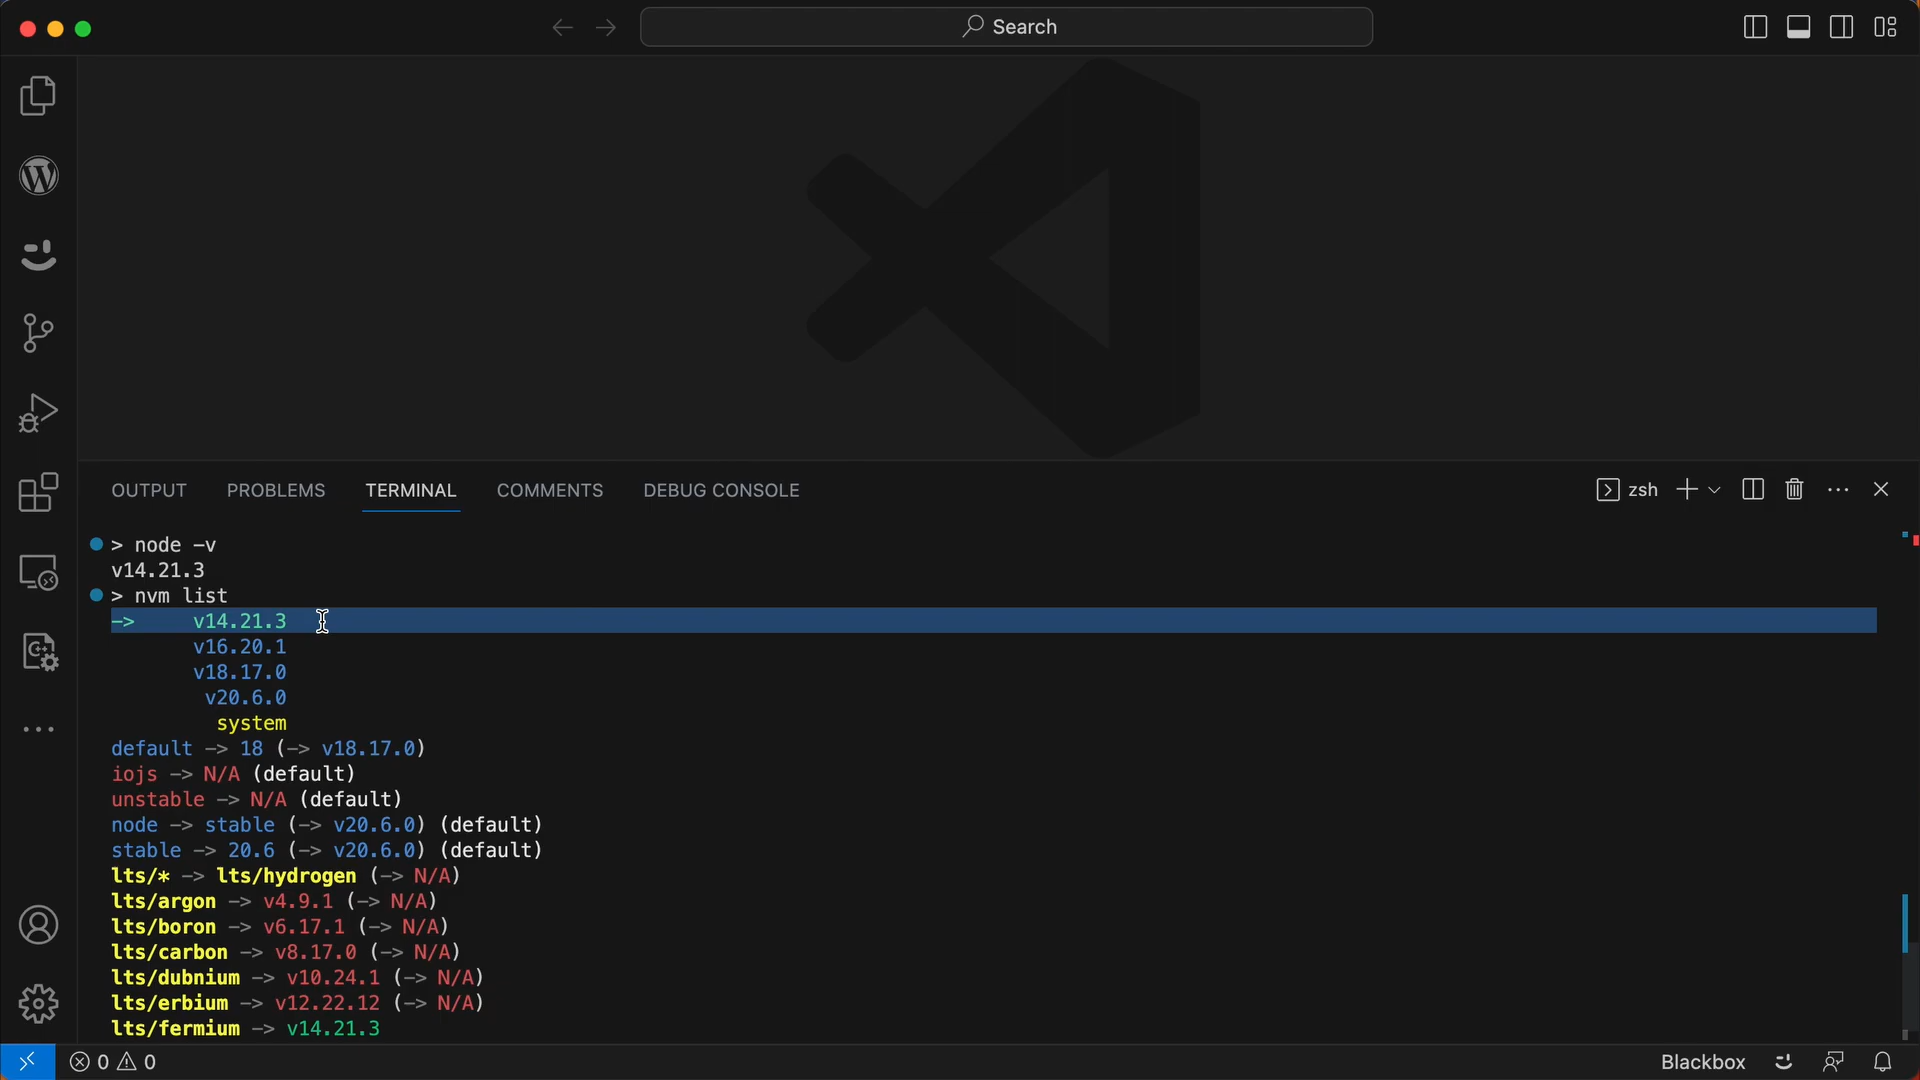 Search
OUTPUT PROBLEMS TERMINAL COMMENTS DEBUG CONSOLE zsh
> node -v
v14.21.3
> nvm list
-> v14.21.3
v16.20.1
v18.17.0
v20.6.0
system
default -> 18 (-> v18.17.0)
iojs -> N/A (default)
unstable -> N/A (default)
node -> stable (-> v20.6.0) (default)
stable -> 20.6 (-> v20.6.0) (default)
lts/* -> lts/hydrogen (-> N/A)
lts/argon -> v4.9.1 (-> N/A)
lts/boron -> v6.17.1 (-> N/A)
lts/carbon -> v8.17.0 (-> N/A)
lts/dubnium -> v10.24.1 (-> N/A)
lts/erbium -> v12.22.12 (-> N/A)
lts/fermium -> v14.21.3
0 0 Blackbox